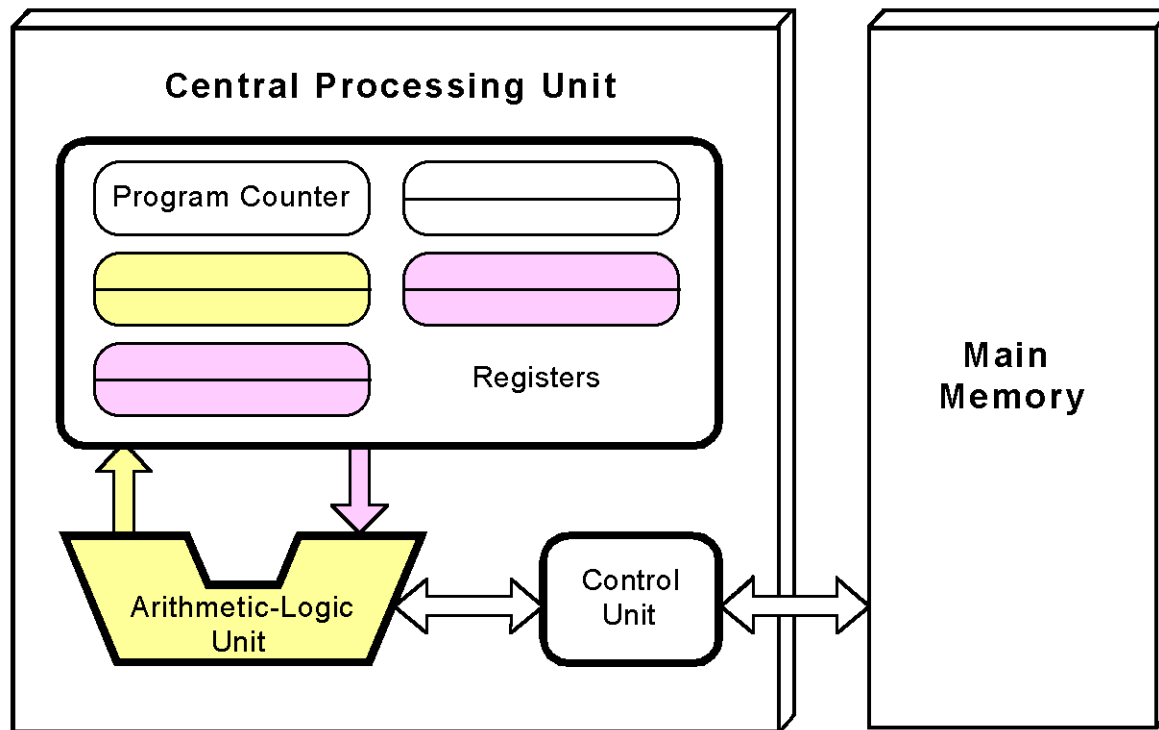 Central Processing Unit
Program Counter
Registers
Main
Memory
Arithmetic-Logic
Unit
Control
Unit